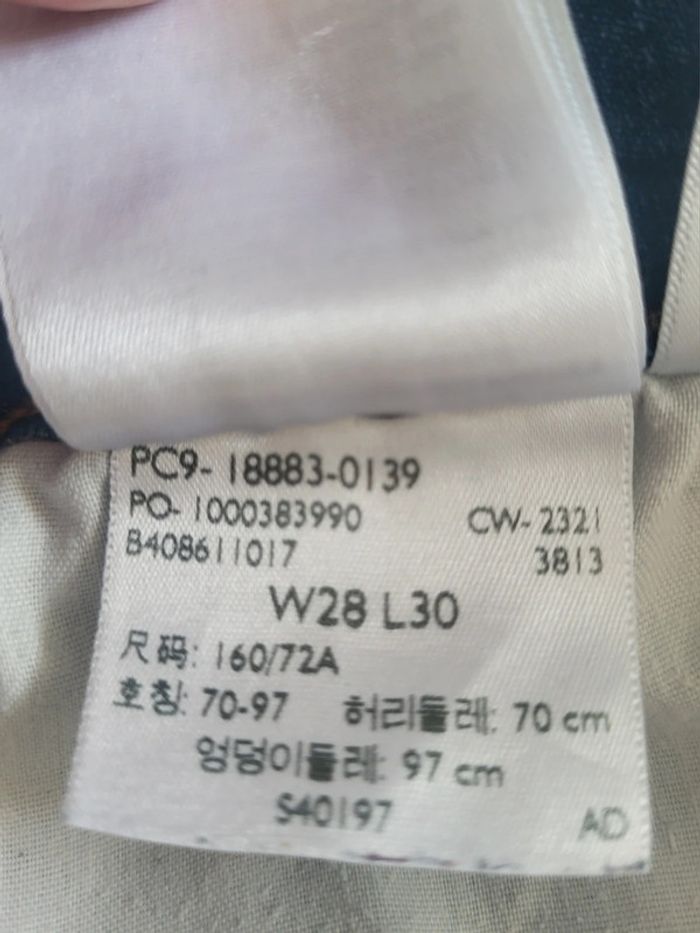 PC9- 18883-0139
PO- 1000383990 CW- 2321
B408611017 3813
W28 L30
尺码: 160/72A
호칭: 70-97 허리둘레: 70 cm
엉덩이둘레: 97 cm
S40197 AD